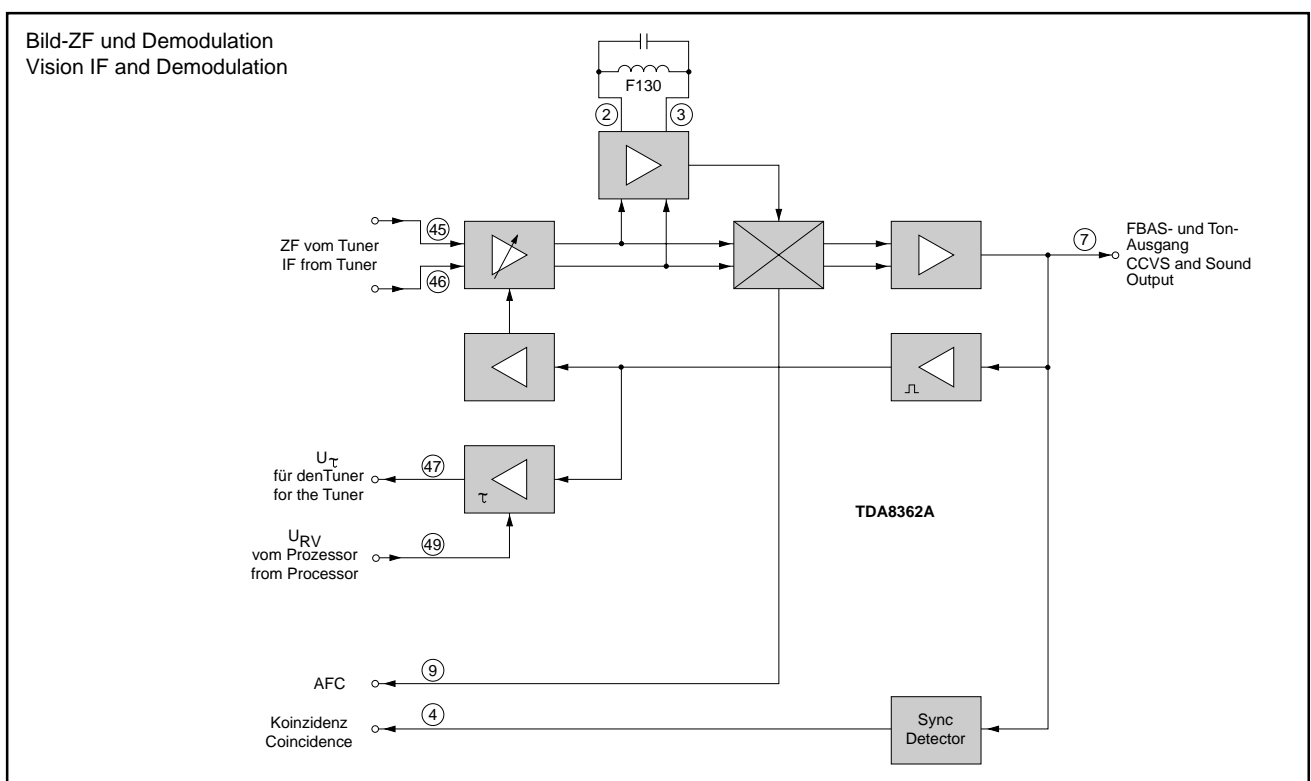 Bild-ZF und Demodulation
Vision IF and Demodulation
F130
2
3
45
ZF vom Tuner
IF from Tuner
46
7
FBAS- und Ton-
Ausgang
CCVS and Sound
Output
Uτ
für denTuner
for the Tuner
47
τ
TDA8362A
URV
vom Prozessor
from Processor
49
AFC
9
Koinzidenz
Coincidence
4
Sync
Detector